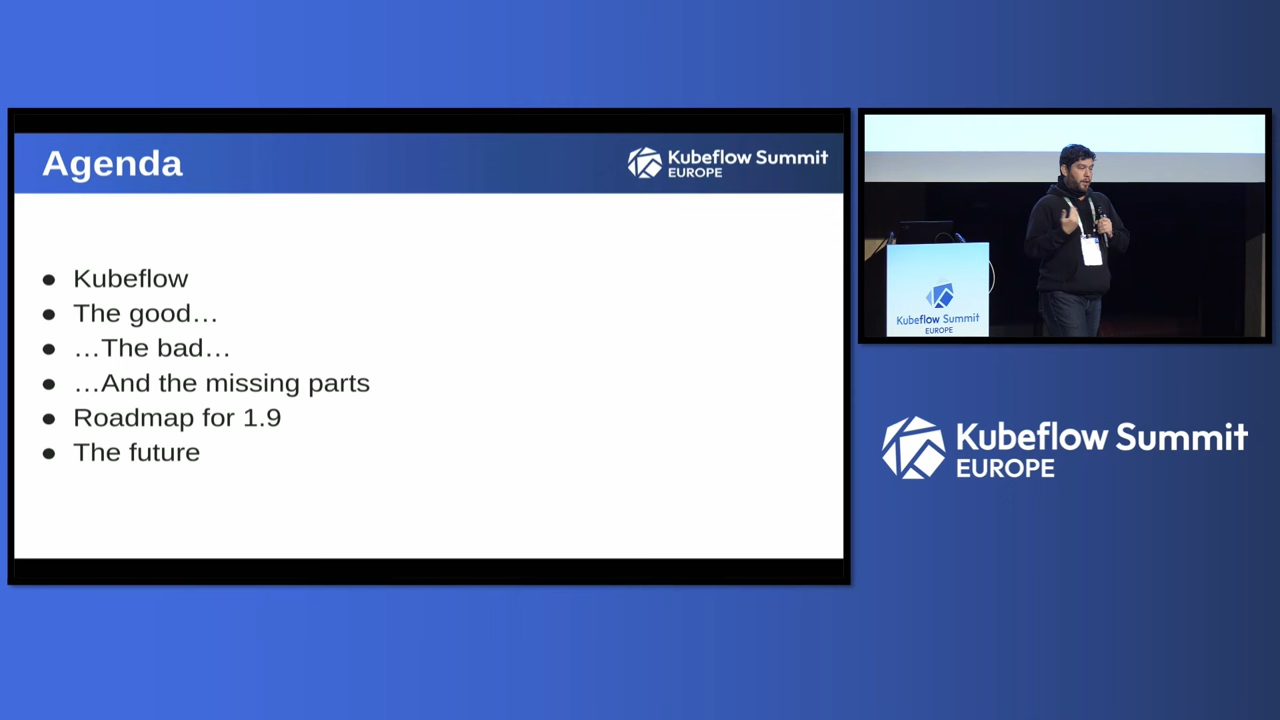 Agenda
Kubeflow Summit
EUROPE
● Kubeflow
● The good…
● …The bad…
● …And the missing parts
● Roadmap for 1.9
● The future
Kubeflow Summit
EUROPE
Kubeflow Summit
EUROPE